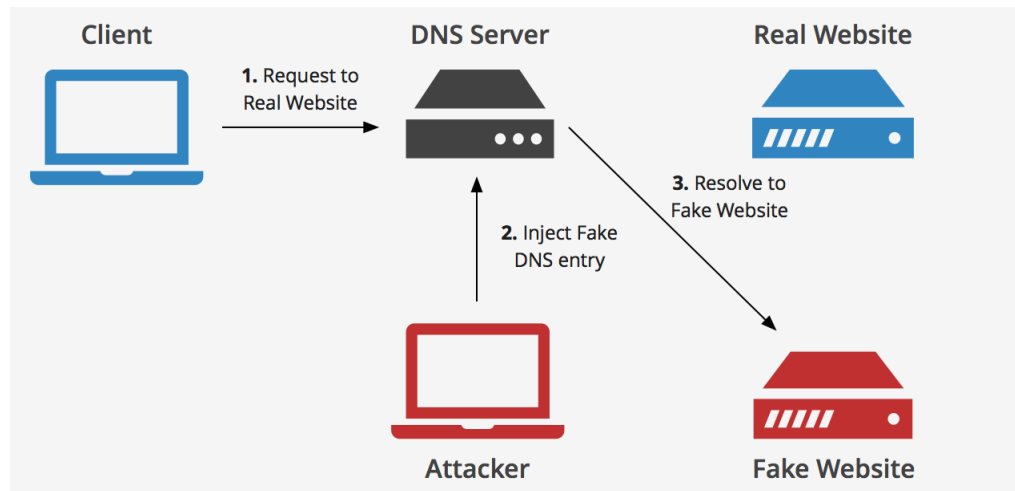 Client
DNS Server
Real Website
1. Request to
Real Website
3. Resolve to
Fake Website
2. Inject Fake
DNS entry
Attacker
Fake Website